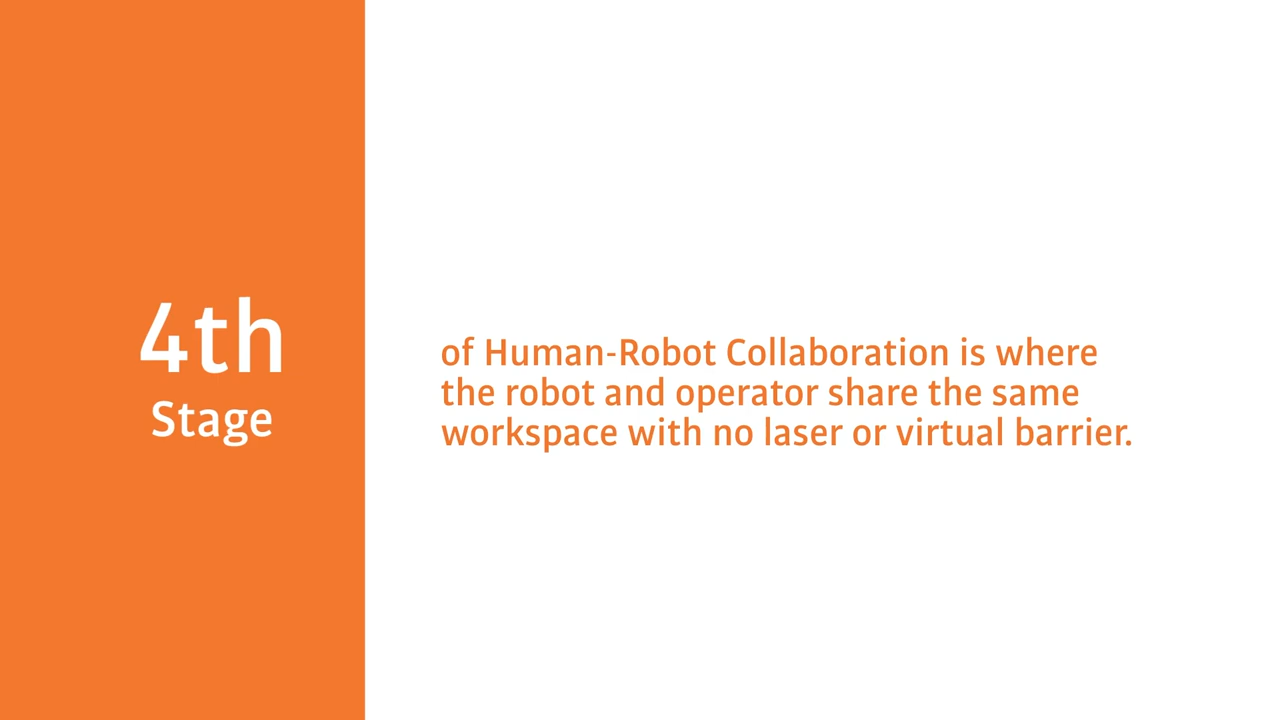 4th
Stage
of Human-Robot Collaboration is where
the robot and operator share the same
workspace with no laser or virtual barrier.